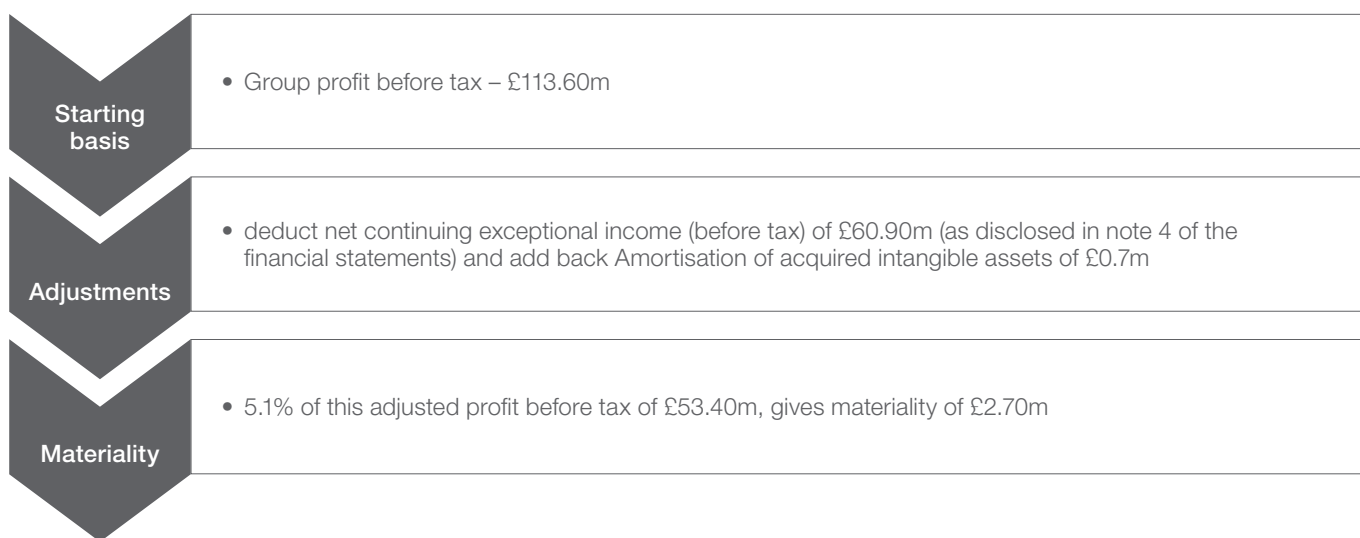 Starting
basis
• Group profit before tax – £113.60m
Adjustments
• deduct net continuing exceptional income (before tax) of £60.90m (as disclosed in note 4 of the
financial statements) and add back Amortisation of acquired intangible assets of £0.7m
Materiality
• 5.1% of this adjusted profit before tax of £53.40m, gives materiality of £2.70m